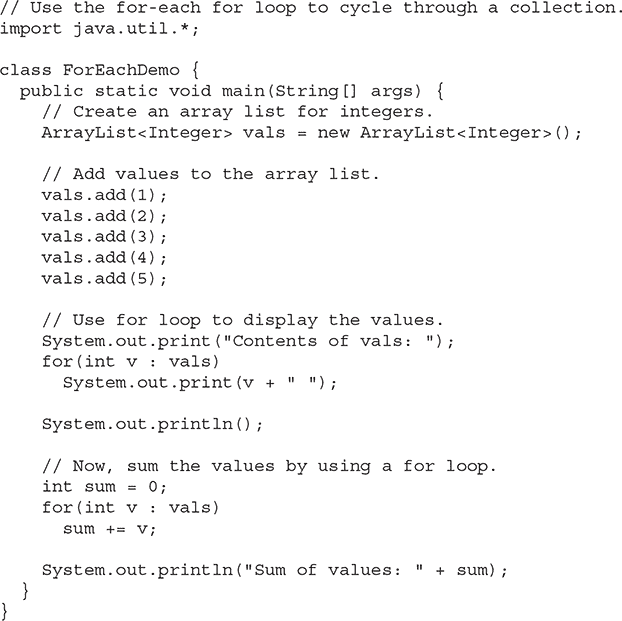 // Use the for-each for loop to cycle through a collection.
import java.util.*;

class ForEachDemo {
  public static void main(String[] args) {
    // Create an array list for integers.
    ArrayList<Integer> vals = new ArrayList<Integer>();

    // Add values to the array list.
    vals.add(1);
    vals.add(2);
    vals.add(3);
    vals.add(4);
    vals.add(5);

    // Use for loop to display the values.
    System.out.print("Contents of vals: ");
    for(int v : vals)
      System.out.print(v + " ");

    System.out.println();

    // Now, sum the values by using a for loop.
    int sum = 0;
    for(int v : vals)
      sum += v;

    System.out.println("Sum of values: " + sum);
  }
}